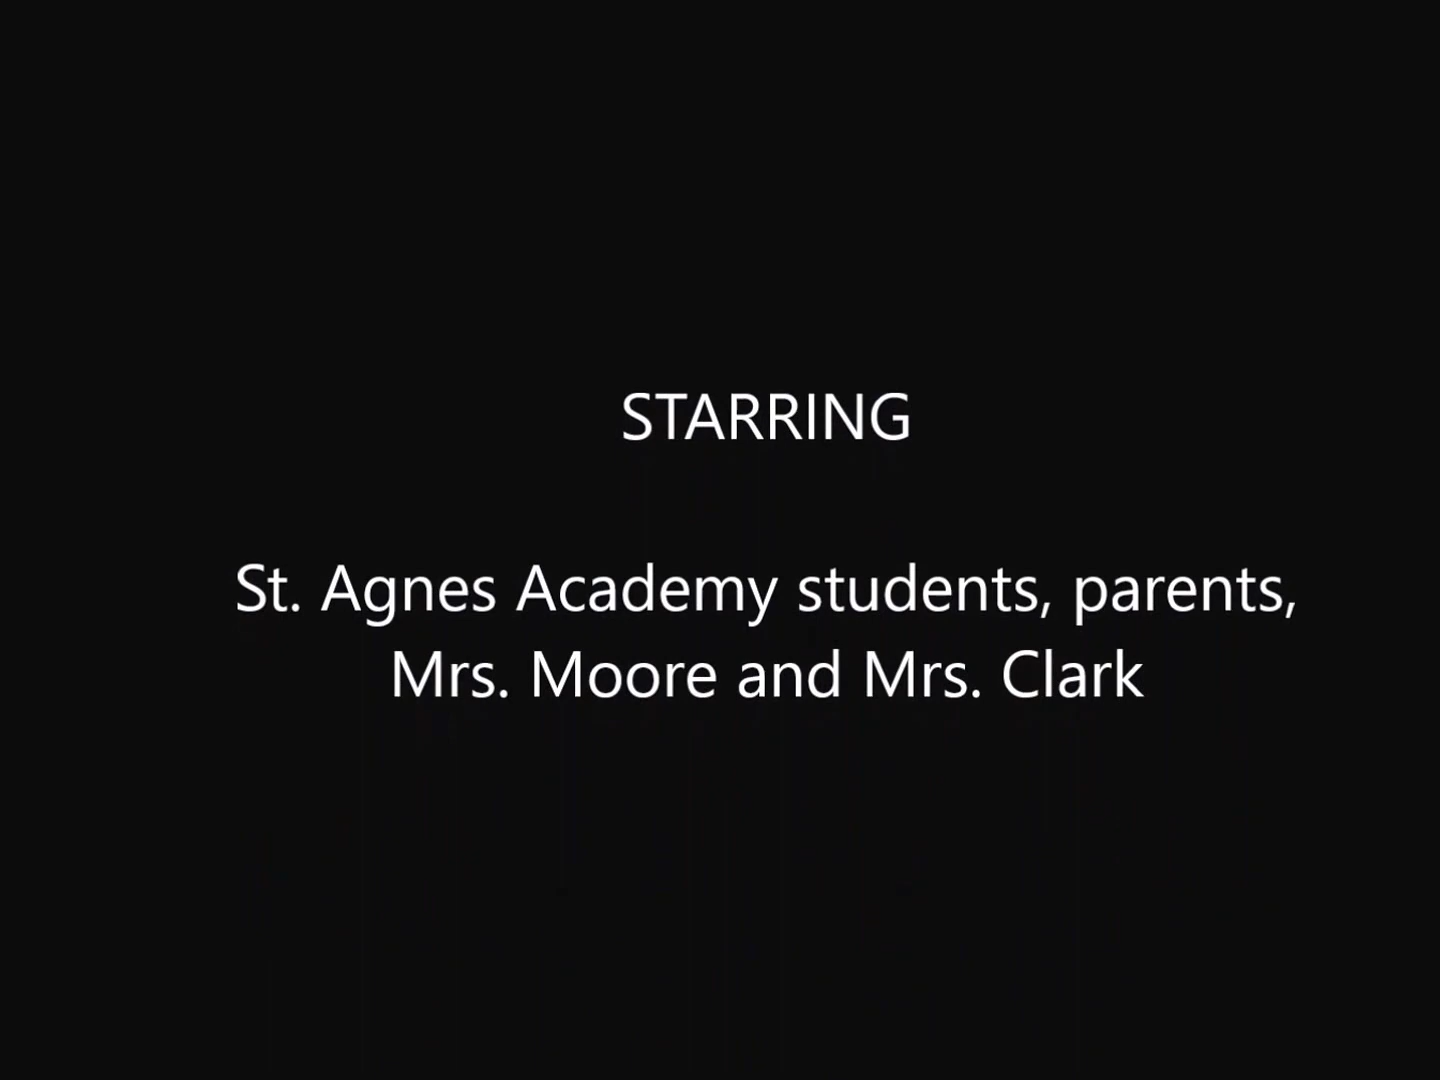 STARRING
St. Agnes Academy students, parents,
Mrs. Moore and Mrs. Clark